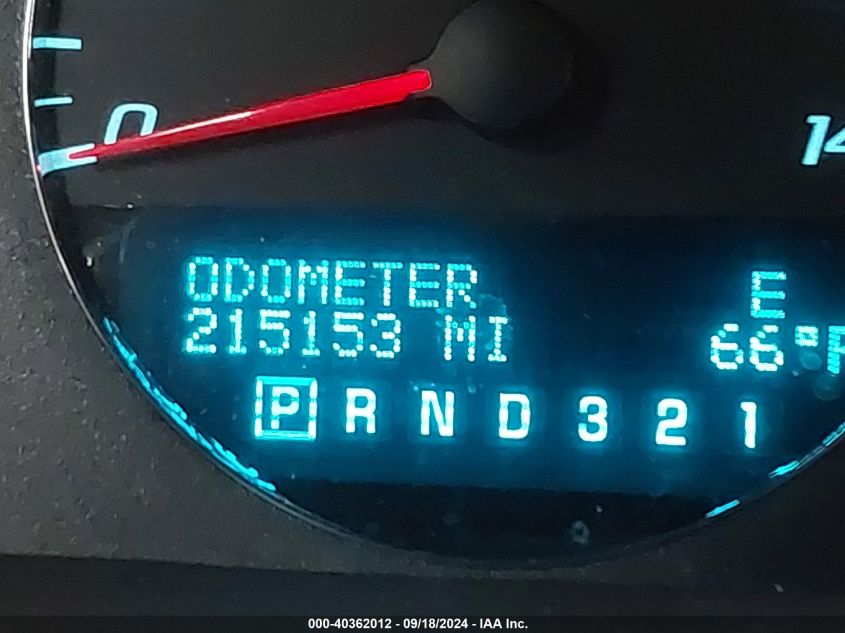 0
14
ODOMETER E
215153 MI 66°F
P R N D 3 2 1
000-40362012 - 09/18/2024 - IAA Inc.